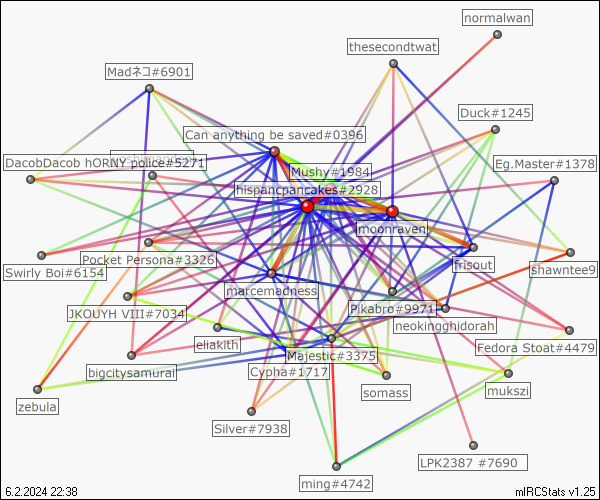 normalwan
thesecondtwat
Madネコ#6901
Duck#1245
Can anything be saved#0396
DacobDacob hORNY police#5271
Eg.Master#1378
Mushy#1984
hispancpancakes#2928
moonraven
Pocket Persona#3326
frisout
Swirly Boi#6154
shawntee9
marcemadness
Pikabro#9971
JKOUYH VIII#7034
neokingghidorah
eliakith
Fedora Stoat#4479
Majestic#3375
bigcitysamurai
Cypha#1717
somass
mukszi
zebula
Silver#7938
LPK2387 #7690
ming#4742
6.2.2024 22:38
mIRCStats v1.25